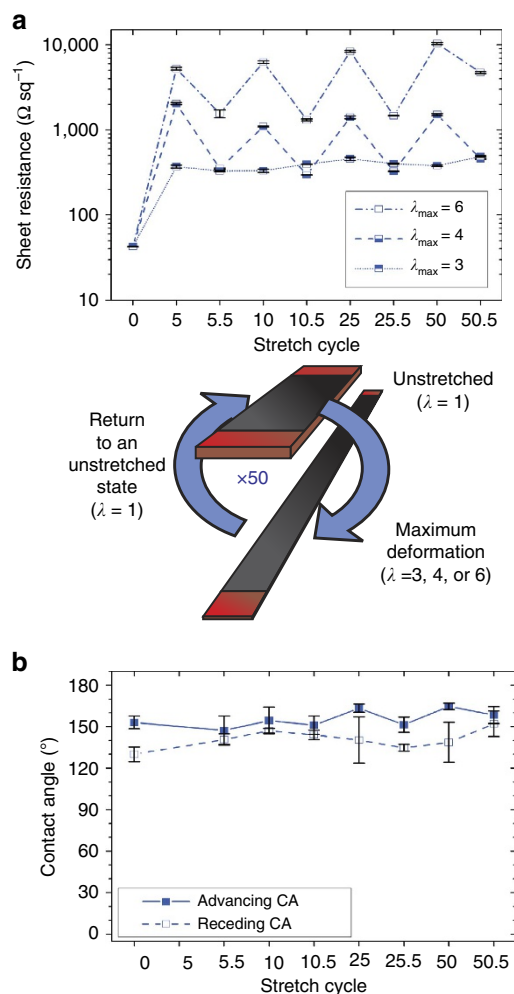 a
Sheet resistance (Ω sq⁻¹)
10,000
1,000
100
10
λmax = 6
λmax = 4
λmax = 3
0 5 5.5 10 10.5 25 25.5 50 50.5
Stretch cycle
Unstretched
(λ = 1)
Return
to an
unstretched
state
(λ = 1)
×50
Maximum
deformation
(λ =3, 4, or 6)
b
Contact angle (°)
180
150
120
90
60
30
0
Advancing CA
Receding CA
0 5 5.5 10 10.5 25 25.5 50 50.5
Stretch cycle